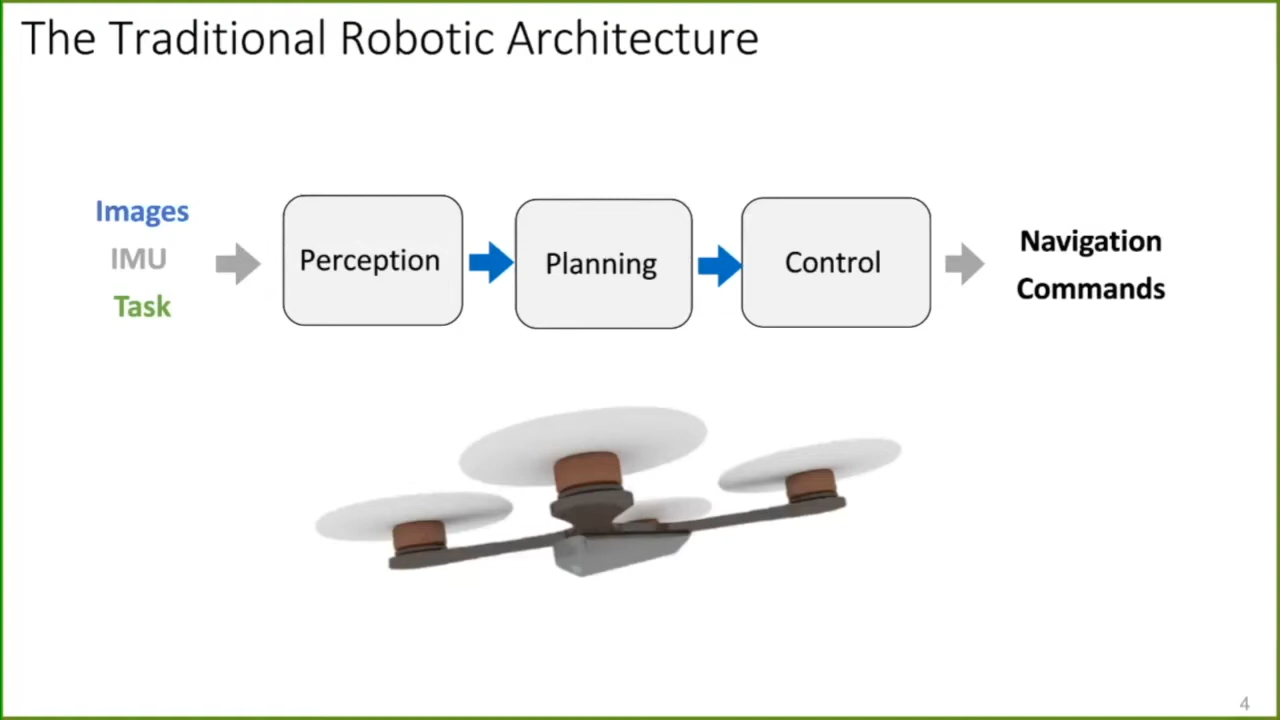 The Traditional Robotic Architecture
Images
IMU
Task
Perception
Planning
Control
Navigation
Commands
4